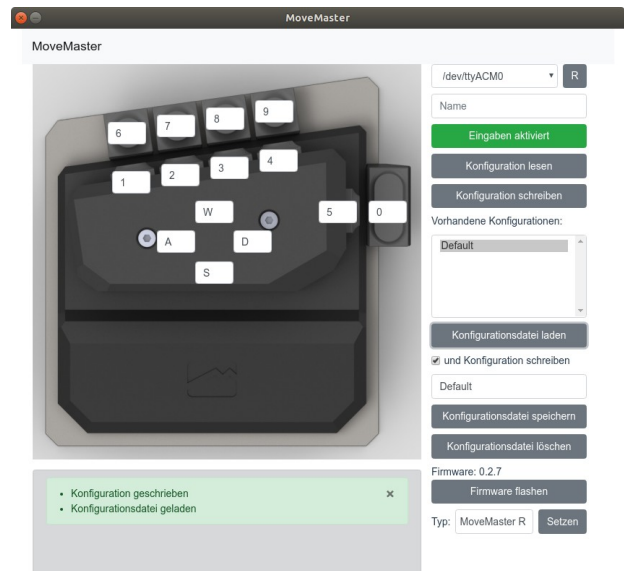 MoveMaster
MoveMaster
/dev/ttyACM0
R
Name
Eingaben aktiviert
Konfiguration lesen
Konfiguration schreiben
Vorhandene Konfigurationen:
Default
Konfigurationsdatei laden
und Konfiguration schreiben
Default
Konfigurationsdatei speichern
Konfigurationsdatei löschen
Firmware: 0.2.7
Firmware flashen
Typ: MoveMaster R Setzen
6 7 8 9
1 2 3 4
W 5 0
A D
S
Konfiguration geschrieben
Konfigurationsdatei geladen